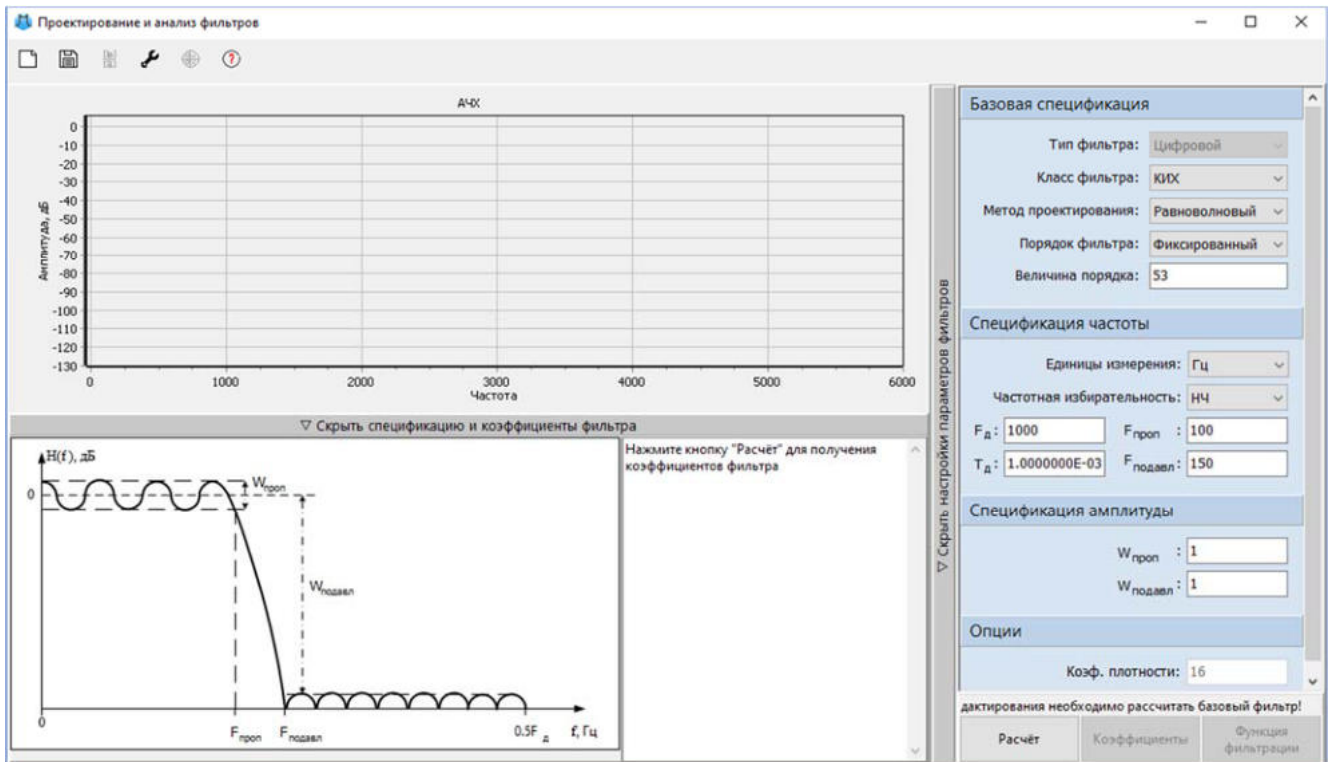 Проектирование и анализ фильтров
АЧХ
0
-10
-20
-30
-40
-50
-60
-70
-80
-90
-100
-110
-120
-130
Амплитуда, дБ
0 1000 2000 3000 4000 5000 6000
Частота
▽ Скрыть спецификацию и коэффициенты фильтра
H(f), дБ
0
Wпроп
Wподавл
0
Fпроп Fподавл 0.5Fд f, Гц
Нажмите кнопку "Расчёт" для получения
коэффициентов фильтра
▽ Скрыть настройки параметров фильтров
Базовая спецификация
Тип фильтра: Цифровой
Класс фильтра: КИХ
Метод проектирования: Равноволновый
Порядок фильтра: Фиксированный
Величина порядка: 53
Спецификация частоты
Единицы измерения: Гц
Частотная избирательность: НЧ
Fд: 1000 Fпроп : 100
Tд: 1.0000000E-03 Fподавл: 150
Спецификация амплитуды
Wпроп : 1
Wподавл : 1
Опции
Коэф. плотности: 16
дактирования необходимо рассчитать базовый фильтр!
Расчёт
Коэффициенты
Функция
фильтрации